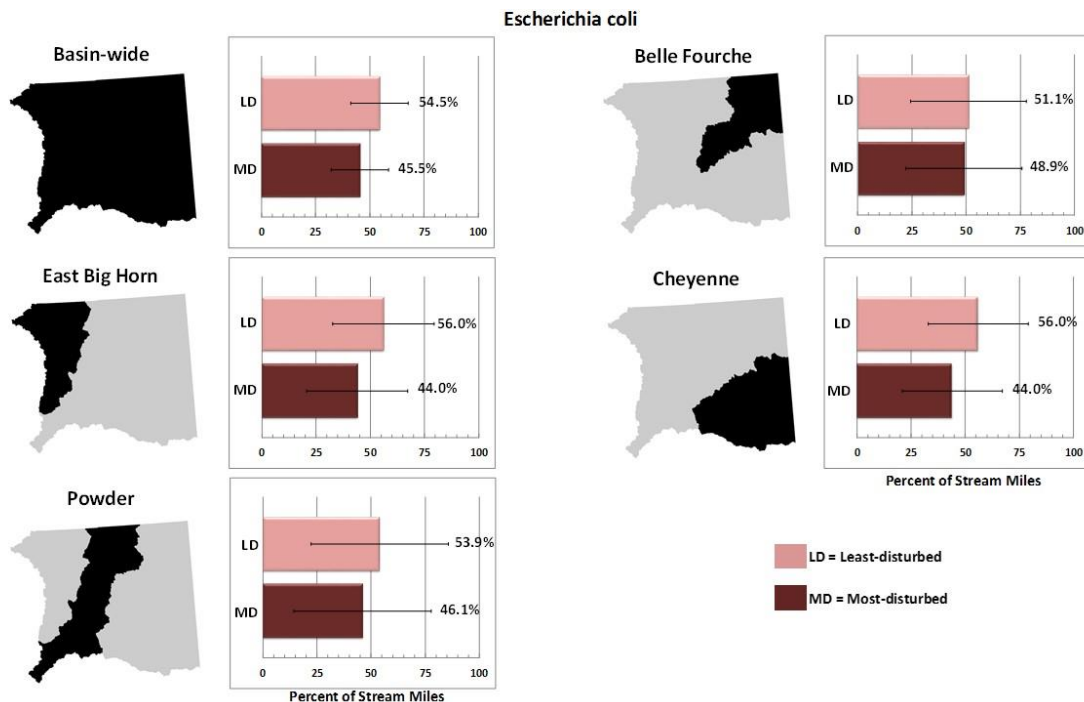 Escherichia coli
Basin-wide
LD
54.5%
MD
45.5%
0 25 50 75 100
Belle Fourche
LD
51.1%
MD
48.9%
0 25 50 75 100
East Big Horn
LD
56.0%
MD
44.0%
0 25 50 75 100
Cheyenne
LD
56.0%
MD
44.0%
0 25 50 75 100
Percent of Stream Miles
Powder
LD
53.9%
MD
46.1%
0 25 50 75 100
Percent of Stream Miles
LD = Least-disturbed
MD = Most-disturbed